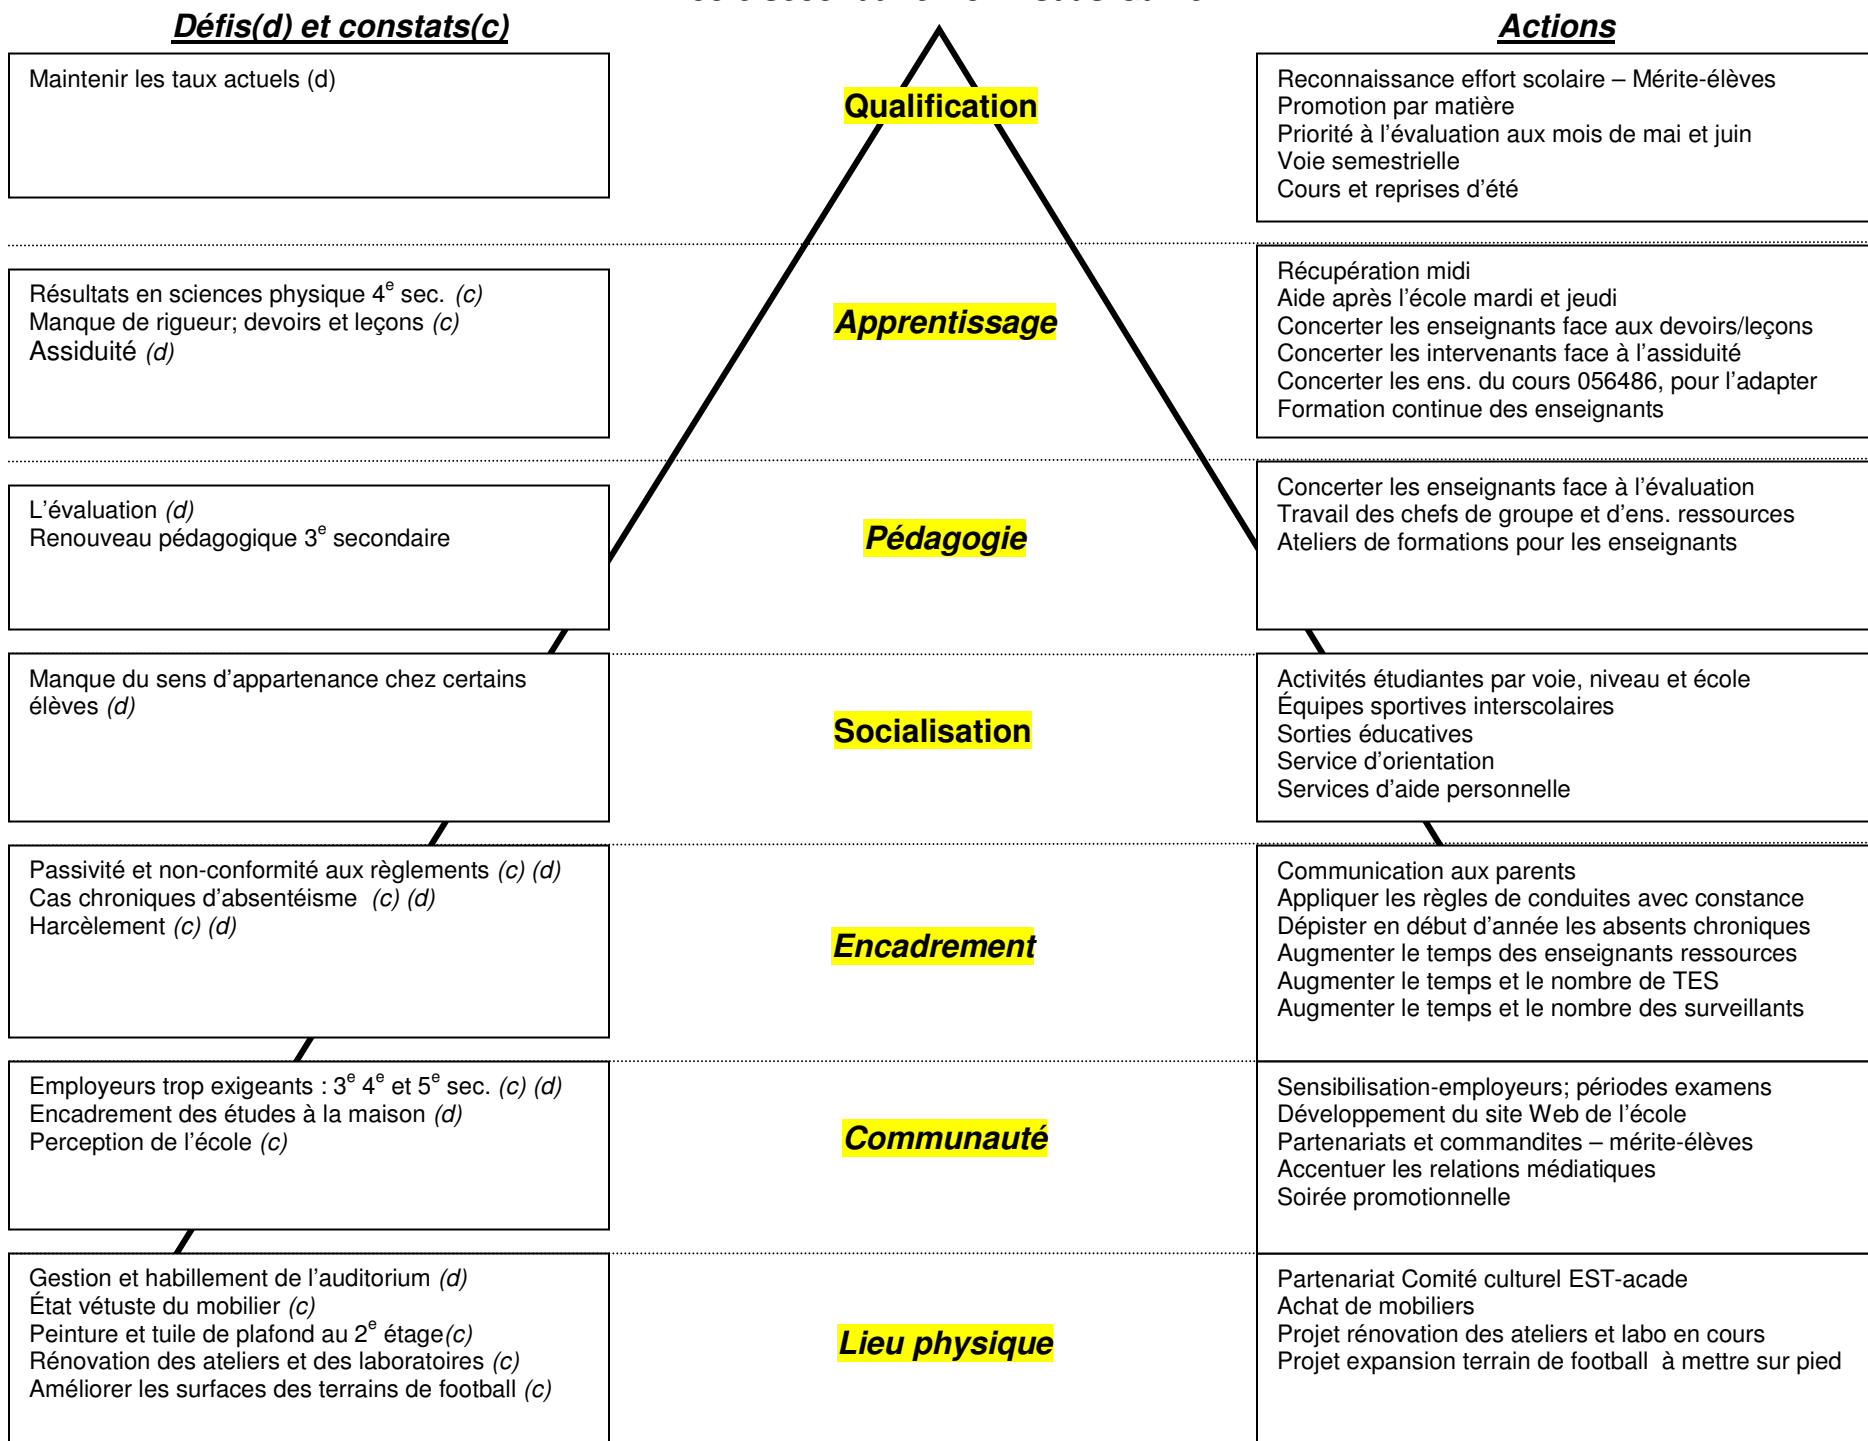 Défis(d) et constats(c)
Actions
Maintenir les taux actuels (d)
Qualification
Reconnaissance effort scolaire – Mérite-élèves
Promotion par matière
Priorité à l'évaluation aux mois de mai et juin
Voie semestrielle
Cours et reprises d'été
Résultats en sciences physique 4e sec. (c)
Manque de rigueur; devoirs et leçons (c)
Assiduité (d)
Apprentissage
Récupération midi
Aide après l'école mardi et jeudi
Concerter les enseignants face aux devoirs/leçons
Concerter les intervenants face à l'assiduité
Concerter les ens. du cours 056486, pour l'adapter
Formation continue des enseignants
L'évaluation (d)
Renouveau pédagogique 3e secondaire
Pédagogie
Concerter les enseignants face à l'évaluation
Travail des chefs de groupe et d'ens. ressources
Ateliers de formations pour les enseignants
Manque du sens d'appartenance chez certains
élèves (d)
Socialisation
Activités étudiantes par voie, niveau et école
Équipes sportives interscolaires
Sorties éducatives
Service d'orientation
Services d'aide personnelle
Passivité et non-conformité aux règlements (c) (d)
Cas chroniques d'absentéisme (c) (d)
Harcèlement (c) (d)
Encadrement
Communication aux parents
Appliquer les règles de conduites avec constance
Dépister en début d'année les absents chroniques
Augmenter le temps des enseignants ressources
Augmenter le temps et le nombre de TES
Augmenter le temps et le nombre des surveillants
Employeurs trop exigeants : 3e 4e et 5e sec. (c) (d)
Encadrement des études à la maison (d)
Perception de l'école (c)
Communauté
Sensibilisation-employeurs; périodes examens
Développement du site Web de l'école
Partenariats et commandites – mérite-élèves
Accentuer les relations médiatiques
Soirée promotionnelle
Gestion et habillement de l'auditorium (d)
État vétuste du mobilier (c)
Peinture et tuile de plafond au 2e étage(c)
Rénovation des ateliers et des laboratoires (c)
Améliorer les surfaces des terrains de football (c)
Lieu physique
Partenariat Comité culturel EST-acade
Achat de mobiliers
Projet rénovation des ateliers et labo en cours
Projet expansion terrain de football à mettre sur pied